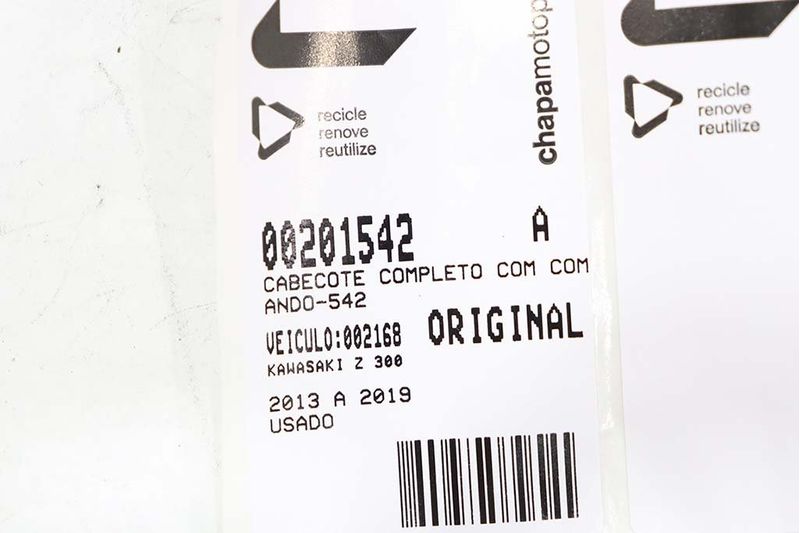 recicle
renove
reutilize
chapamotop
recicle
renove
reutilize
00201542 A
CABECOTE COMPLETO COM COM
ANDO-542
VEICULO:002168 ORIGINAL
KAWASAKI Z 300
2013 A 2019
USADO